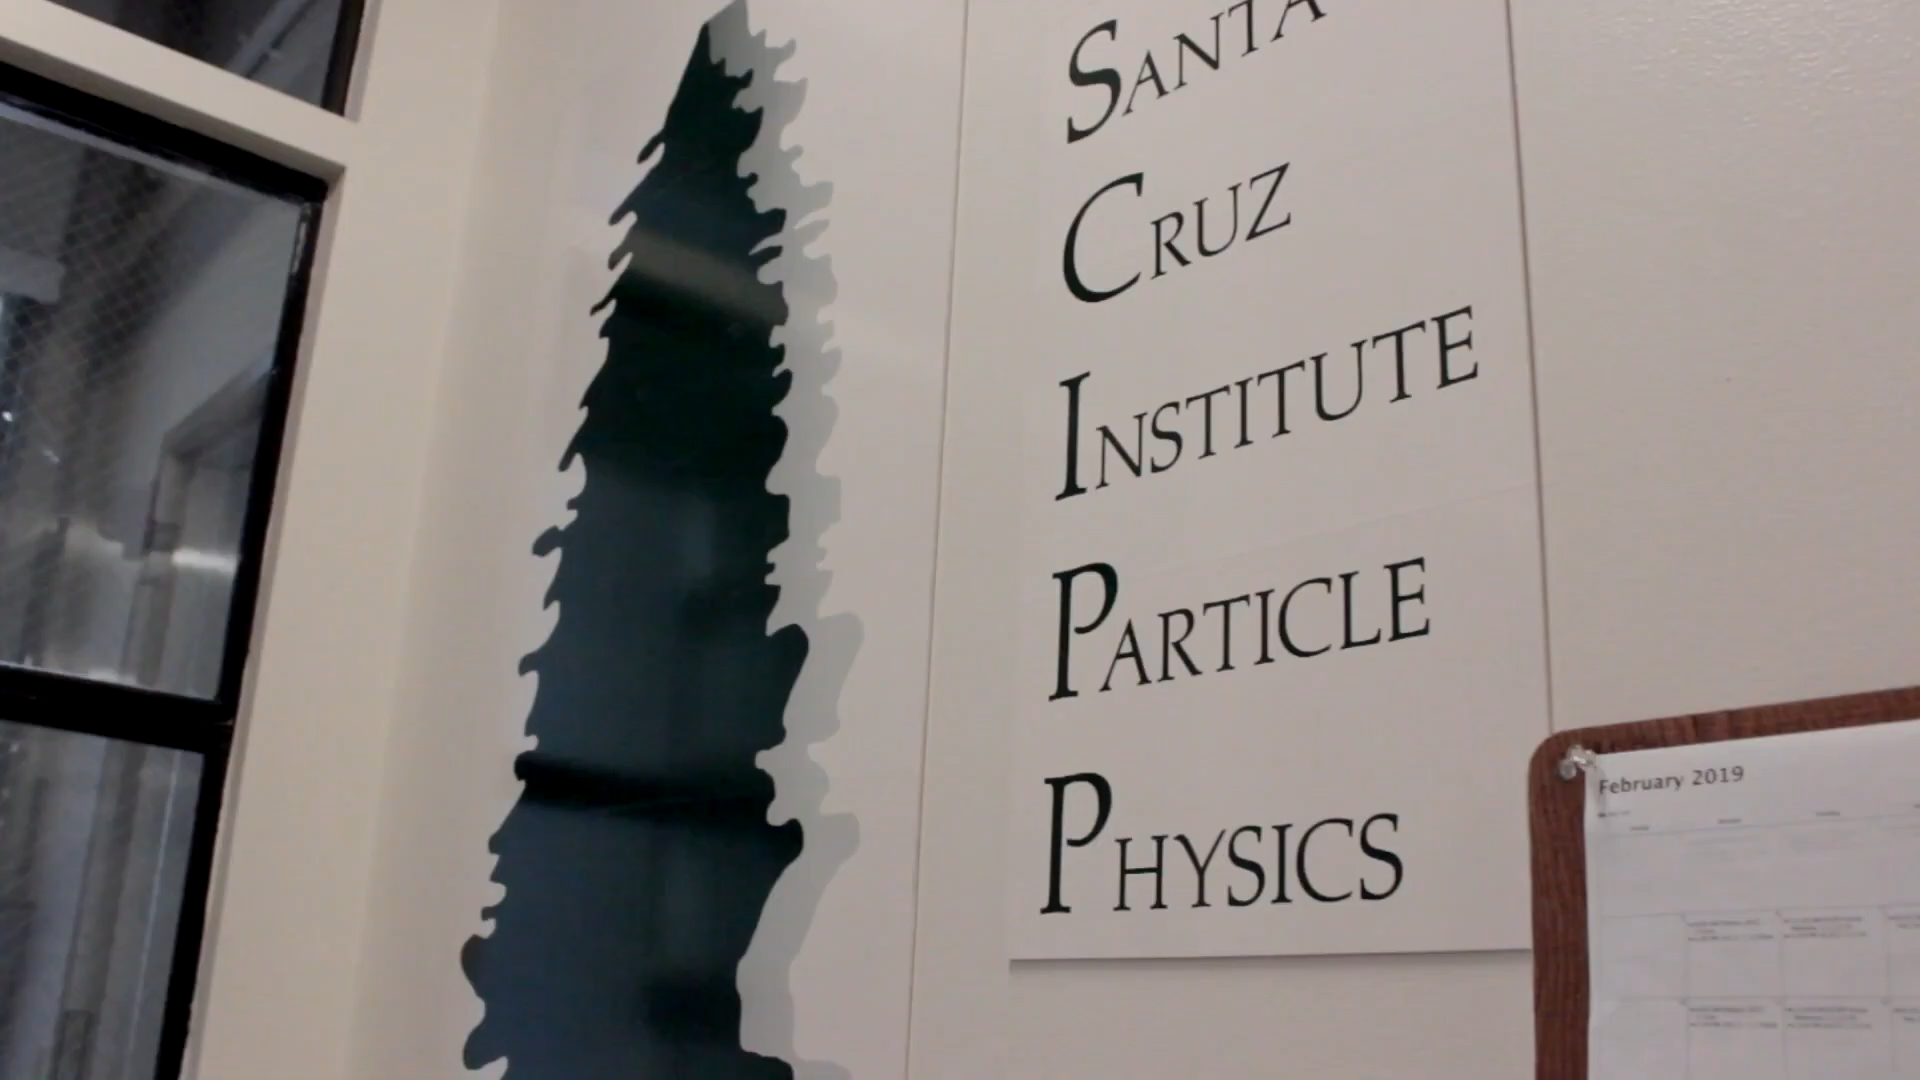 SANTA
CRUZ
INSTITUTE
PARTICLE
PHYSICS
February 2019